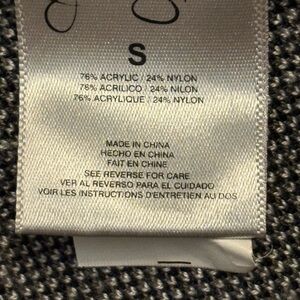 S
76% ACRYLIC / 24% NYLON
76% ACRILICO / 24% NILON
76% ACRYLIQUE / 24% NYLON
MADE IN CHINA
HECHO EN CHINA
FAIT EN CHINE
SEE REVERSE FOR CARE
VER AL REVERSO PARA EL CUIDADO
VOIR LES INSTRUCTIONS D'ENTRETIEN AU DOS